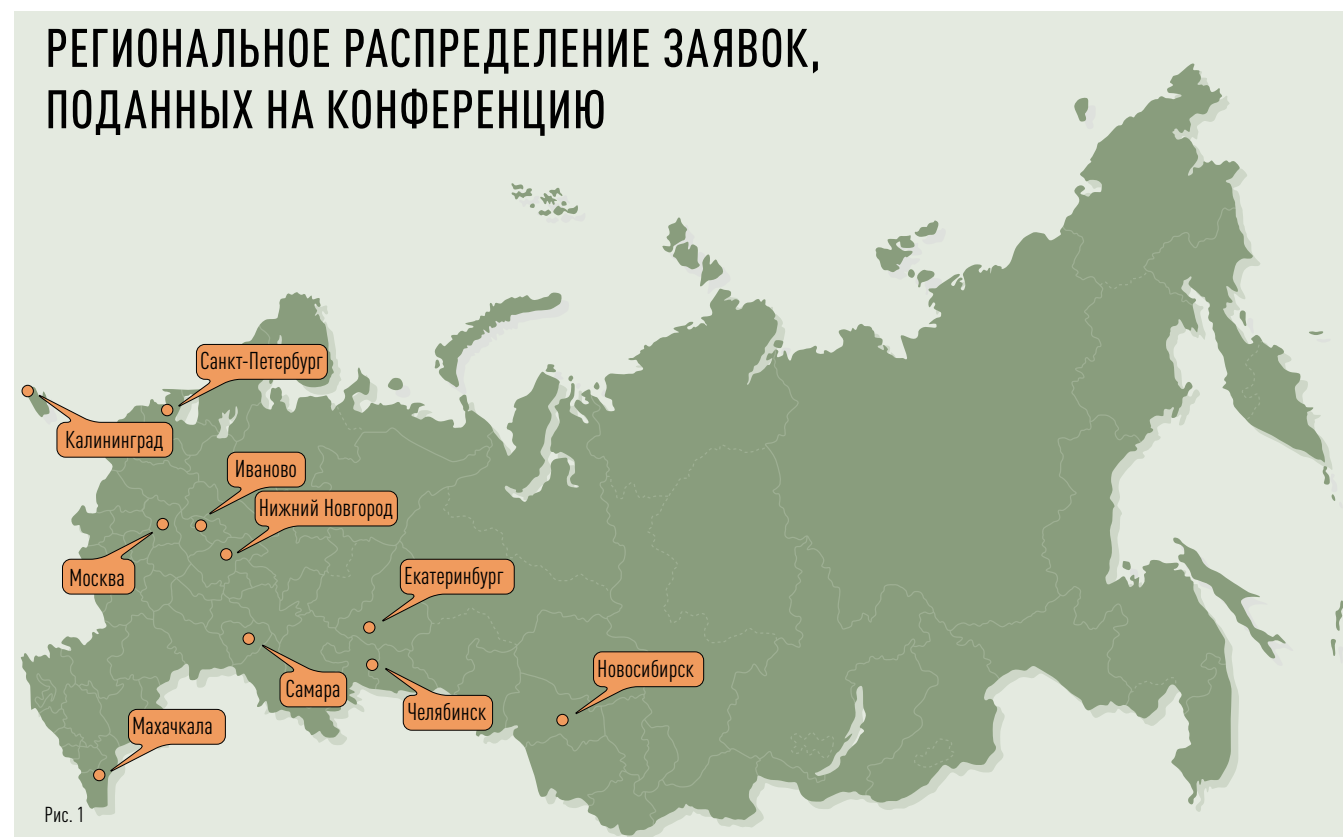 РЕГИОНАЛЬНОЕ РАСПРЕДЕЛЕНИЕ ЗАЯВОК,
ПОДАННЫХ НА КОНФЕРЕНЦИЮ
Санкт-Петербург
Калининград
Иваново
Нижний Новгород
Москва
Екатеринбург
Новосибирск
Самара
Челябинск
Махачкала
Рис. 1